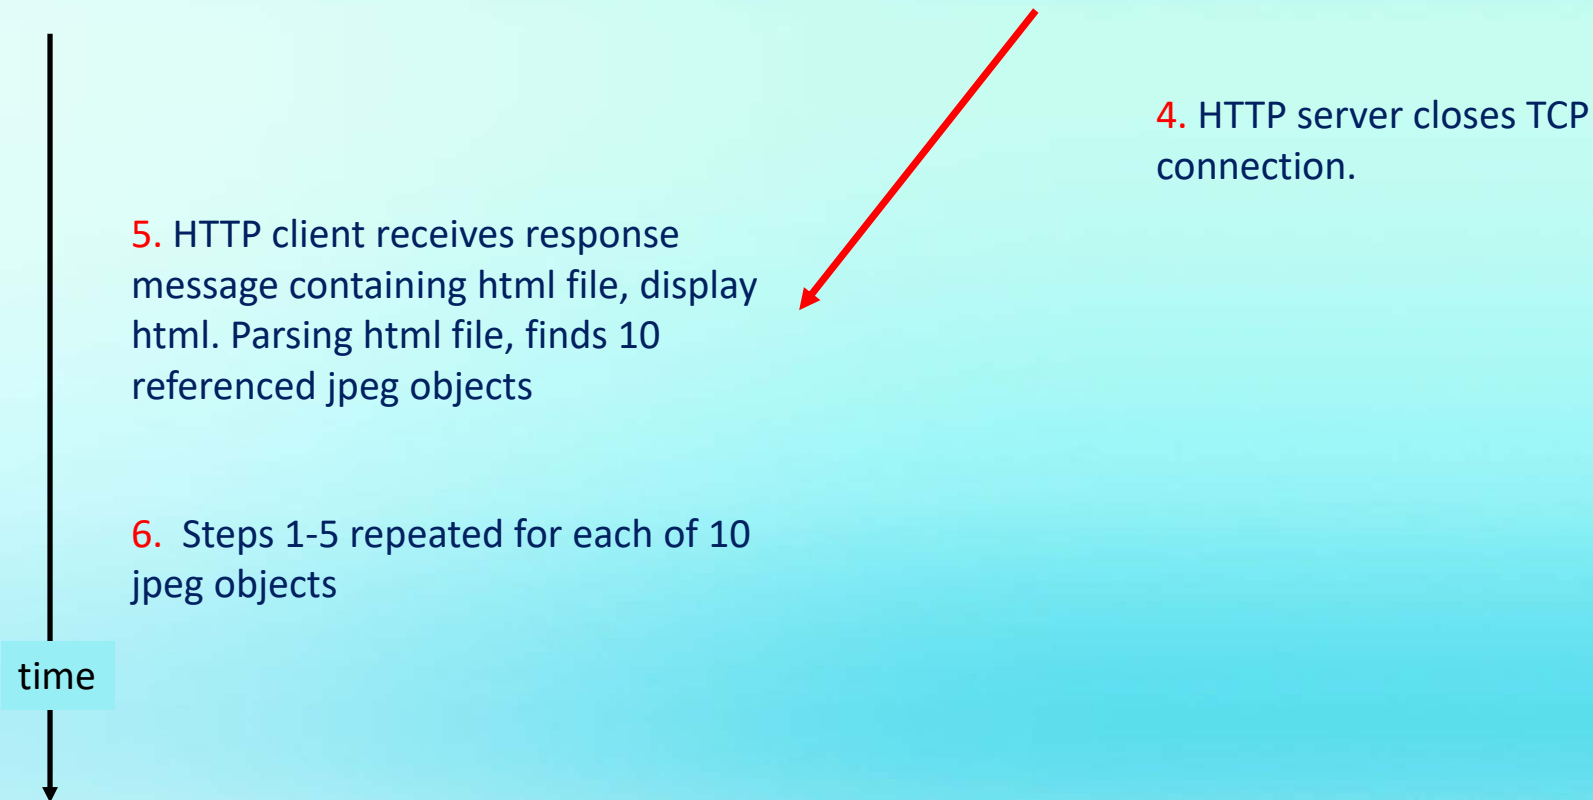 4. HTTP server closes TCP
connection.
5. HTTP client receives response
message containing html file, display
html. Parsing html file, finds 10
referenced jpeg objects
6. Steps 1-5 repeated for each of 10
jpeg objects
time